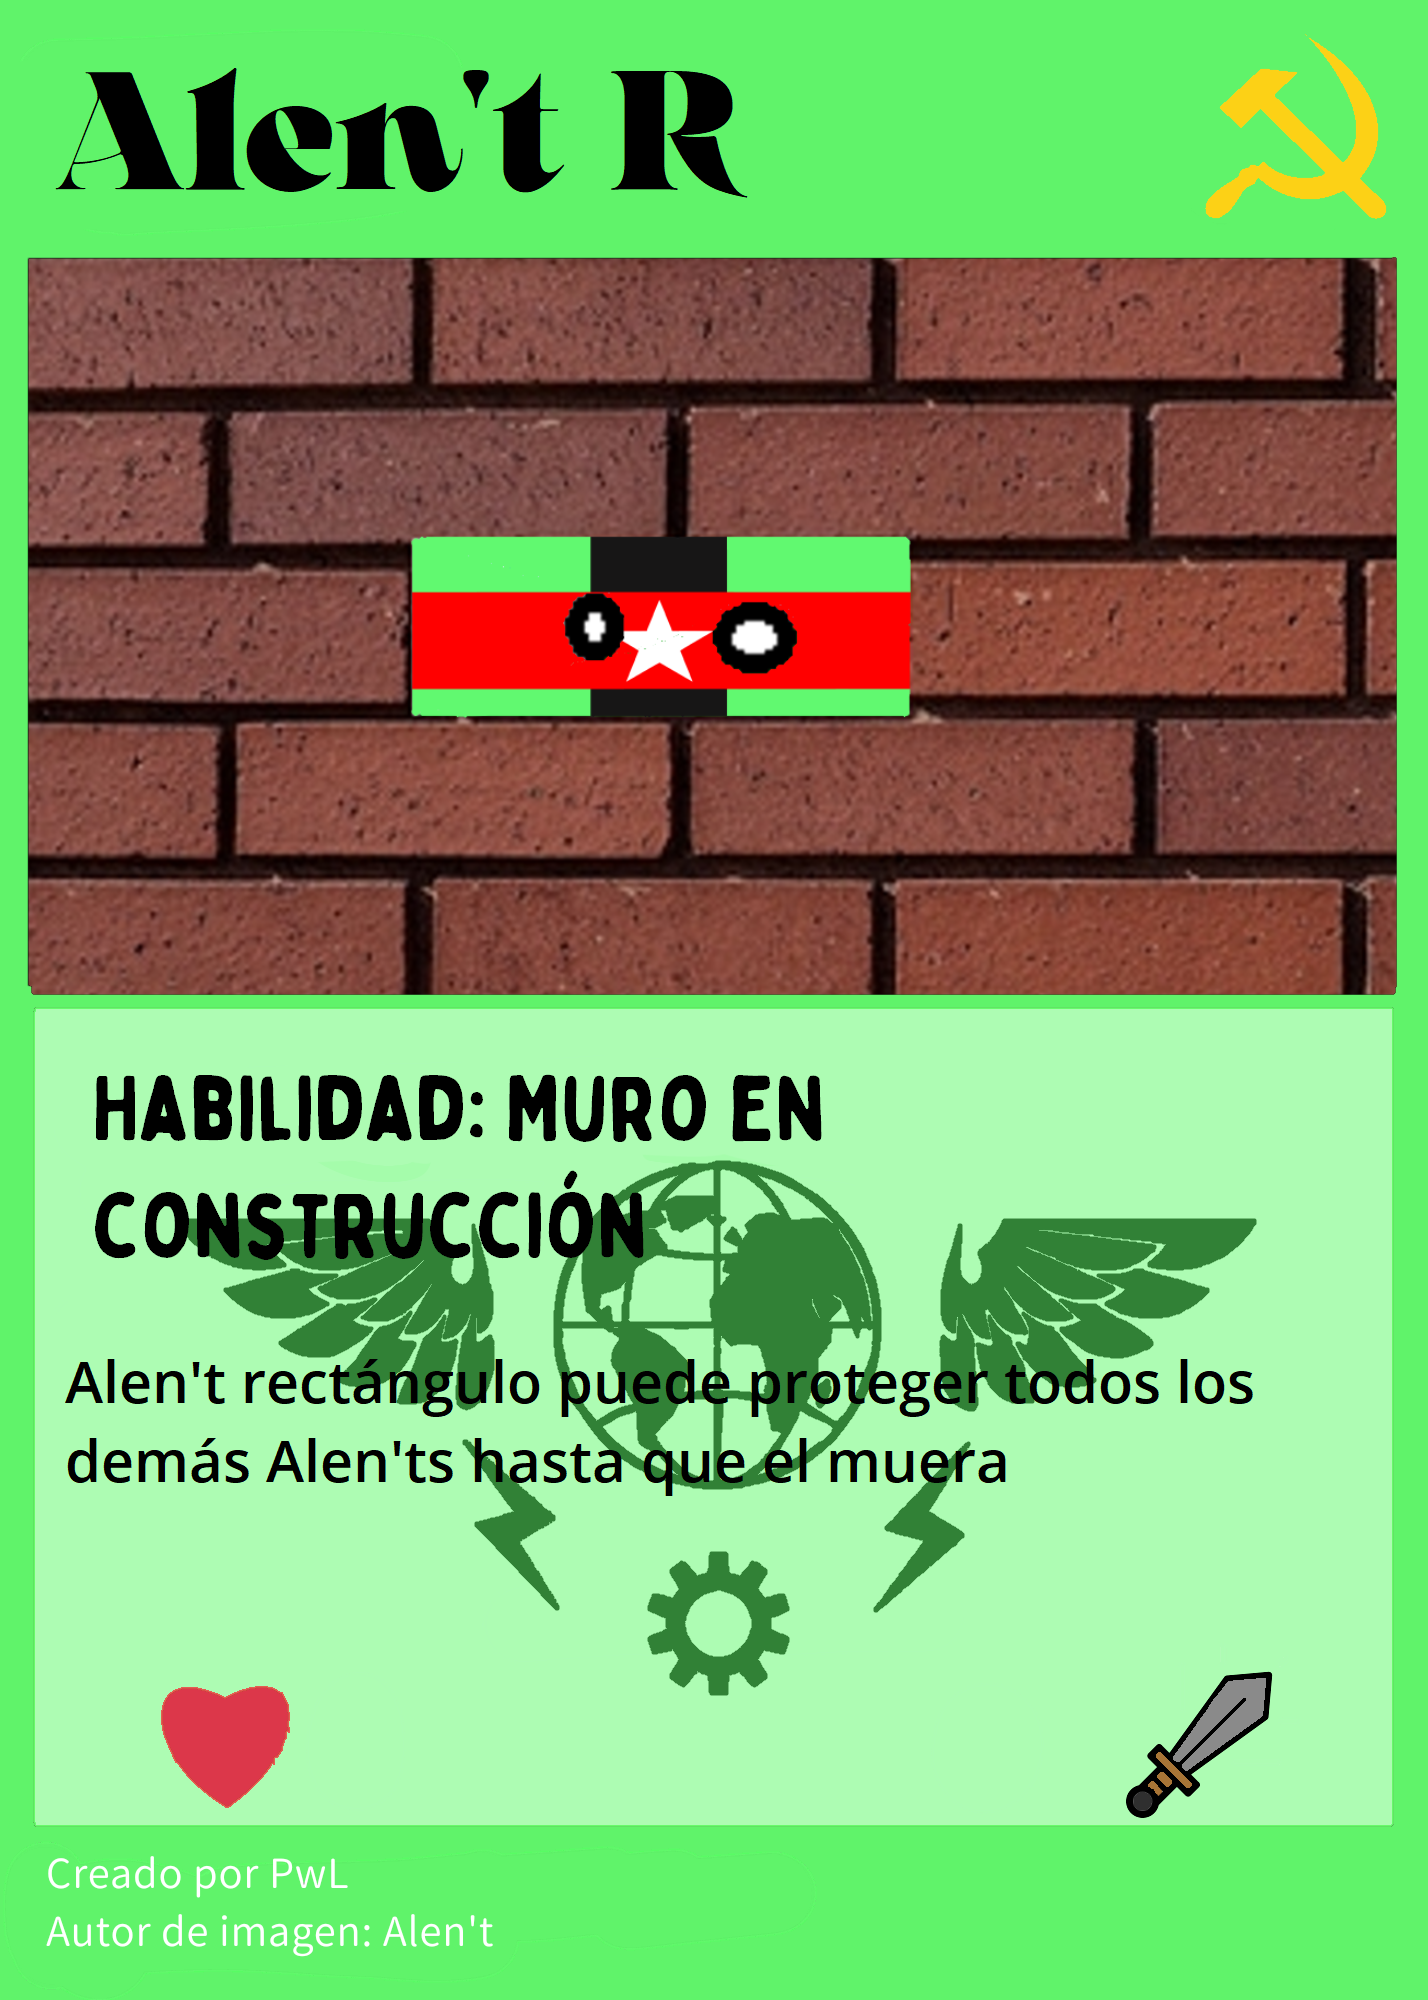 Alen't R
HABILIDAD: MURO EN
CONSTRUCCIÓN
Alen't rectángulo puede proteger todos los
demás Alen'ts hasta que el muera
Creado por PwL
Autor de imagen: Alen't